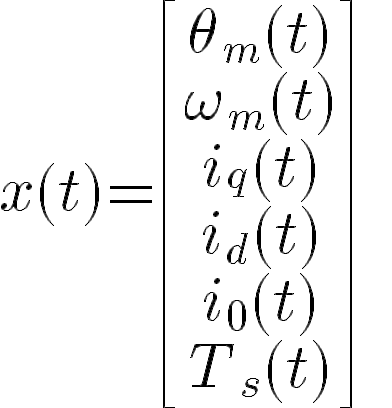 θ_m(t)
ω_m(t)
i_q(t)
x(t)=
i_d(t)
i_0(t)
T_s(t)